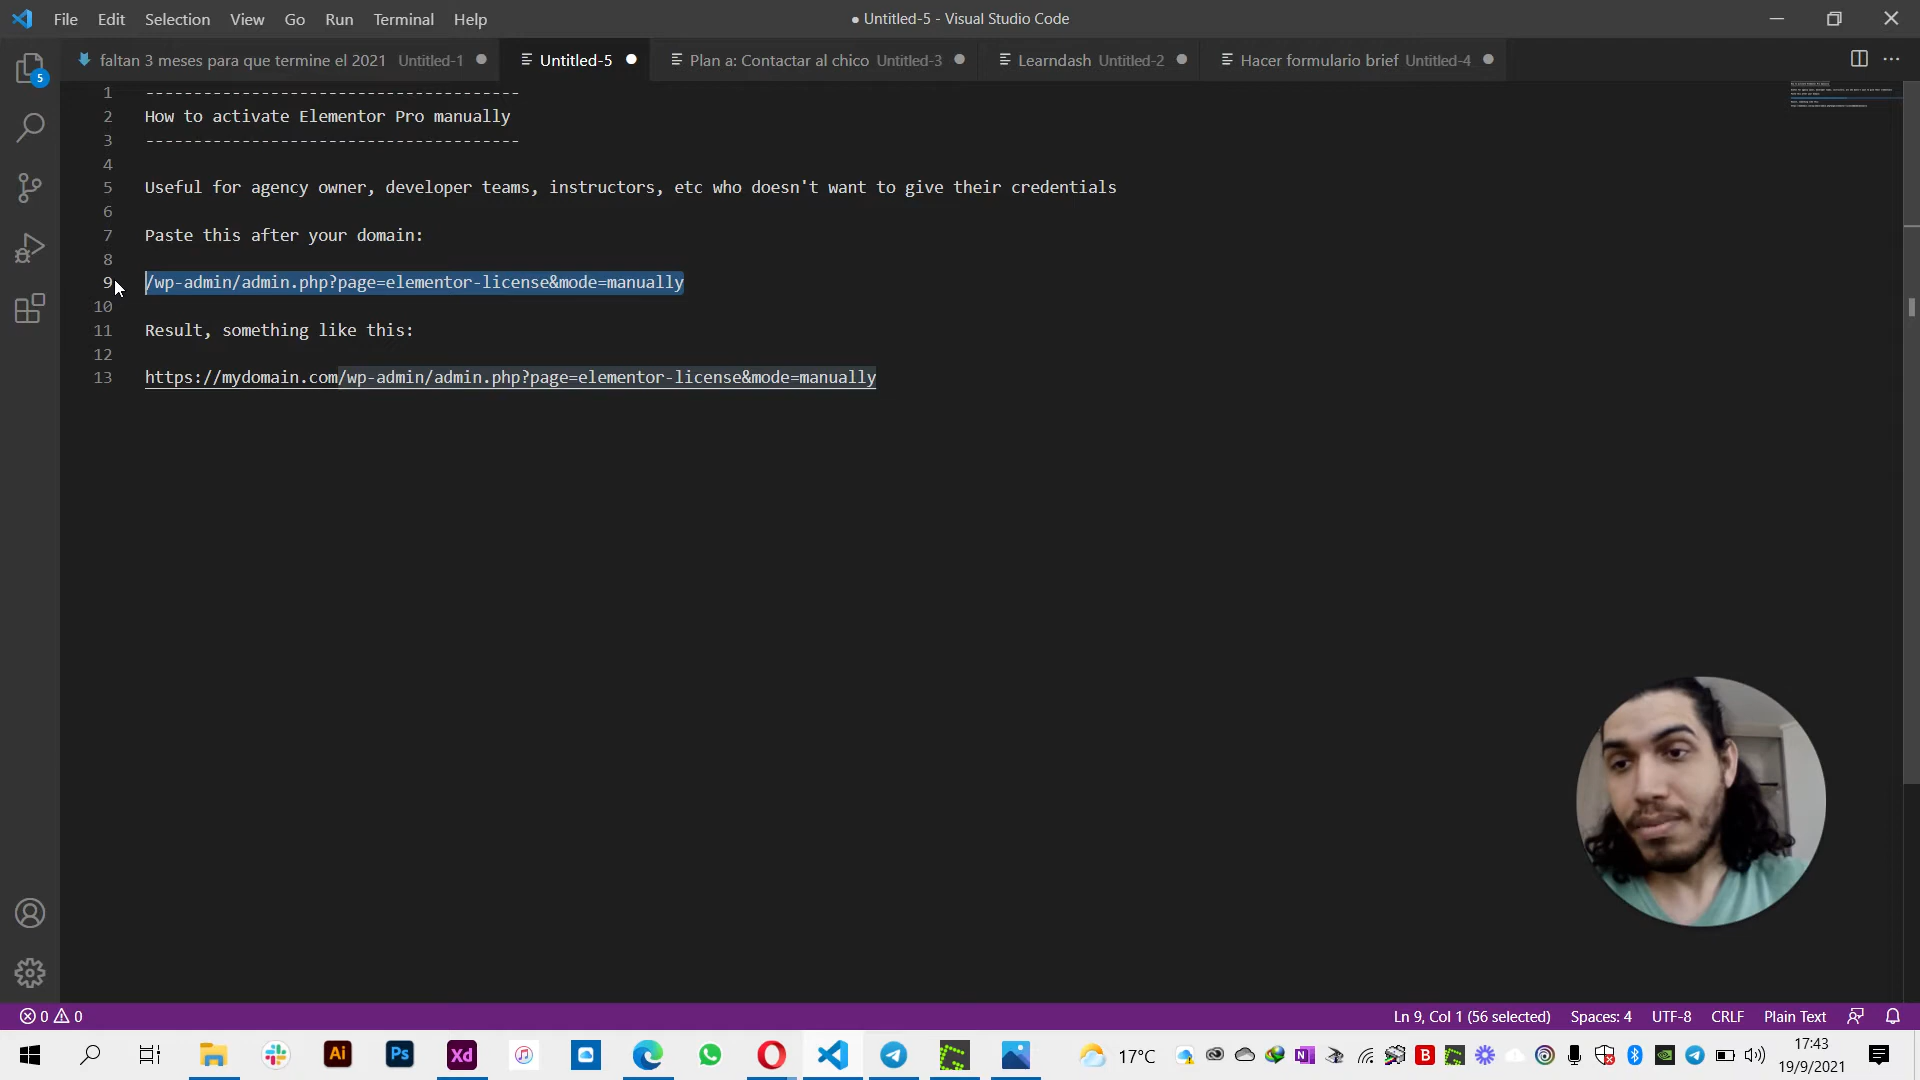 File Edit Selection View Go Run Terminal Help
● Untitled-5 - Visual Studio Code
faltan 3 meses para que termine el 2021 Untitled-1
Untitled-5
Plan a: Contactar al chico Untitled-3
Learndash Untitled-2
Hacer formulario brief Untitled-4
5
1 ---------------------------------------
2 How to activate Elementor Pro manually
3 ---------------------------------------
4
5 Useful for agency owner, developer teams, instructors, etc who doesn't want to give their credentials
6
7 Paste this after your domain:
8
9 /wp-admin/admin.php?page=elementor-license&mode=manually
10
11 Result, something like this:
12
13 https://mydomain.com/wp-admin/admin.php?page=elementor-license&mode=manually
0 0
Ln 9, Col 1 (56 selected) Spaces: 4 UTF-8 CRLF Plain Text
Ai Ps Xd
17°C
N B
17:43
19/9/2021